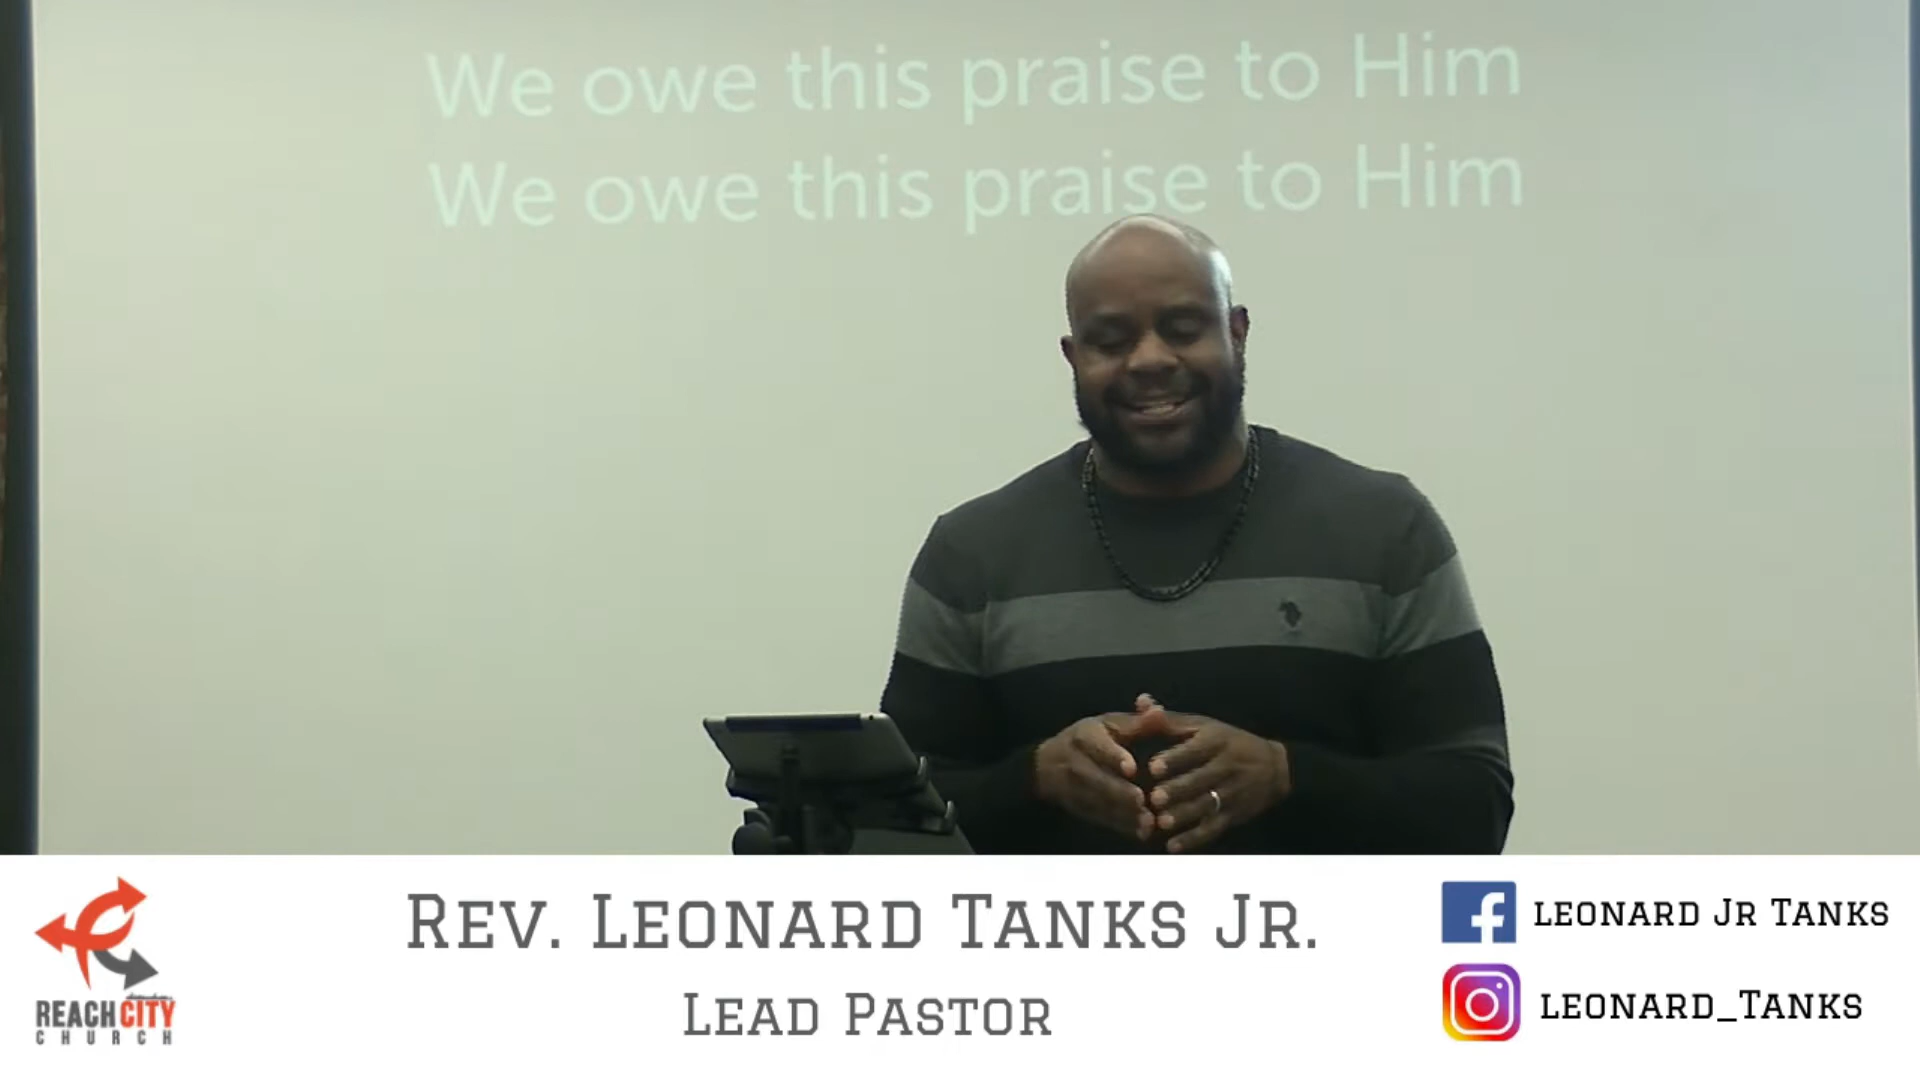 We owe this praise to Him
We owe this praise to Him
Rev. Leonard Tanks Jr.
Lead Pastor
Leonard Jr Tanks
Leonard_Tanks
REACH CITY
CHURCH